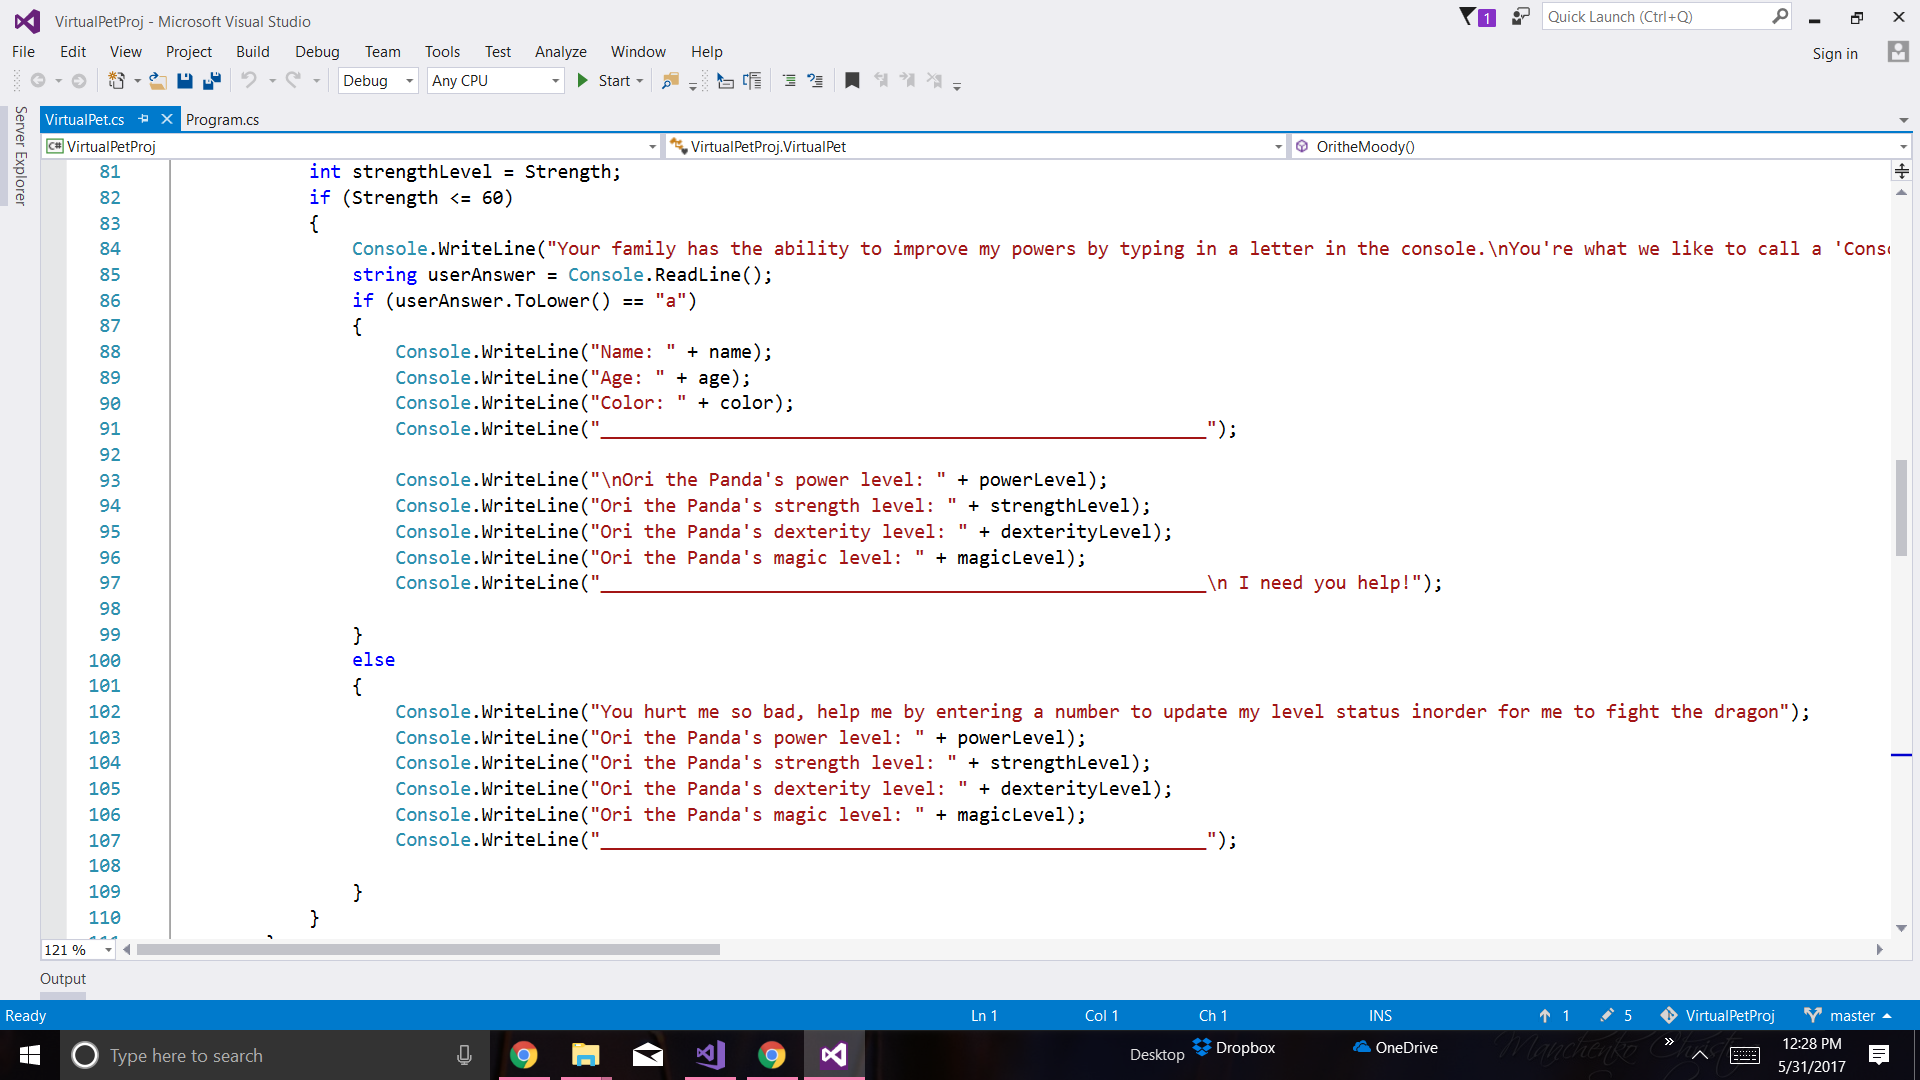 VirtualPetProj - Microsoft Visual Studio
1
Quick Launch (Ctrl+Q)
File Edit View Project Build Debug Team Tools Test Analyze Window Help
Sign in
Debug Any CPU Start
Server Explorer
VirtualPet.cs Program.cs
C# VirtualPetProj VirtualPetProj.VirtualPet OritheMoody()
81 int strengthLevel = Strength;
82 if (Strength <= 60)
83 {
84 Console.WriteLine("Your family has the ability to improve my powers by typing in a letter in the console.\nYou're what we like to call a 'Conso
85 string userAnswer = Console.ReadLine();
86 if (userAnswer.ToLower() == "a")
87 {
88 Console.WriteLine("Name: " + name);
89 Console.WriteLine("Age: " + age);
90 Console.WriteLine("Color: " + color);
91 Console.WriteLine("________________________________________________________");
92
93 Console.WriteLine("\nOri the Panda's power level: " + powerLevel);
94 Console.WriteLine("Ori the Panda's strength level: " + strengthLevel);
95 Console.WriteLine("Ori the Panda's dexterity level: " + dexterityLevel);
96 Console.WriteLine("Ori the Panda's magic level: " + magicLevel);
97 Console.WriteLine("________________________________________________________\n I need you help!");
98
99 }
100 else
101 {
102 Console.WriteLine("You hurt me so bad, help me by entering a number to update my level status inorder for me to fight the dragon");
103 Console.WriteLine("Ori the Panda's power level: " + powerLevel);
104 Console.WriteLine("Ori the Panda's strength level: " + strengthLevel);
105 Console.WriteLine("Ori the Panda's dexterity level: " + dexterityLevel);
106 Console.WriteLine("Ori the Panda's magic level: " + magicLevel);
107 Console.WriteLine("________________________________________________________");
108
109 }
110 }
121 %
Output
Ready Ln 1 Col 1 Ch 1 INS 1 5 VirtualPetProj master
Type here to search Desktop Dropbox OneDrive
Manchenko
12:28 PM
5/31/2017